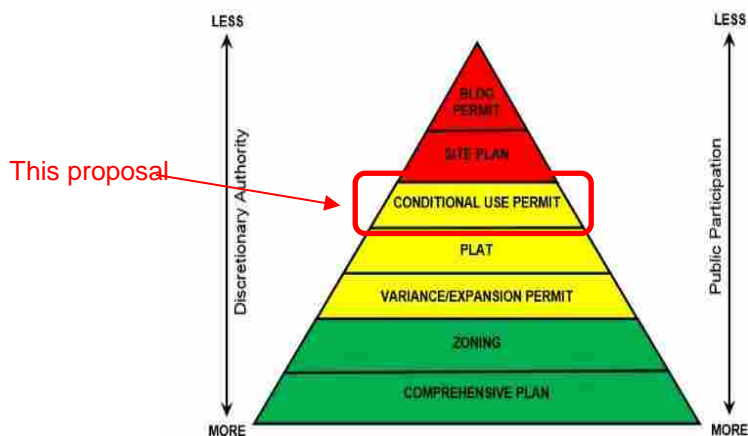 LESS
LESS
BLDG
PERMIT
SITE PLAN
This proposal
Discretionary Authority
CONDITIONAL USE PERMIT
Public Participation
PLAT
VARIANCE/EXPANSION PERMIT
ZONING
COMPREHENSIVE PLAN
MORE
MORE